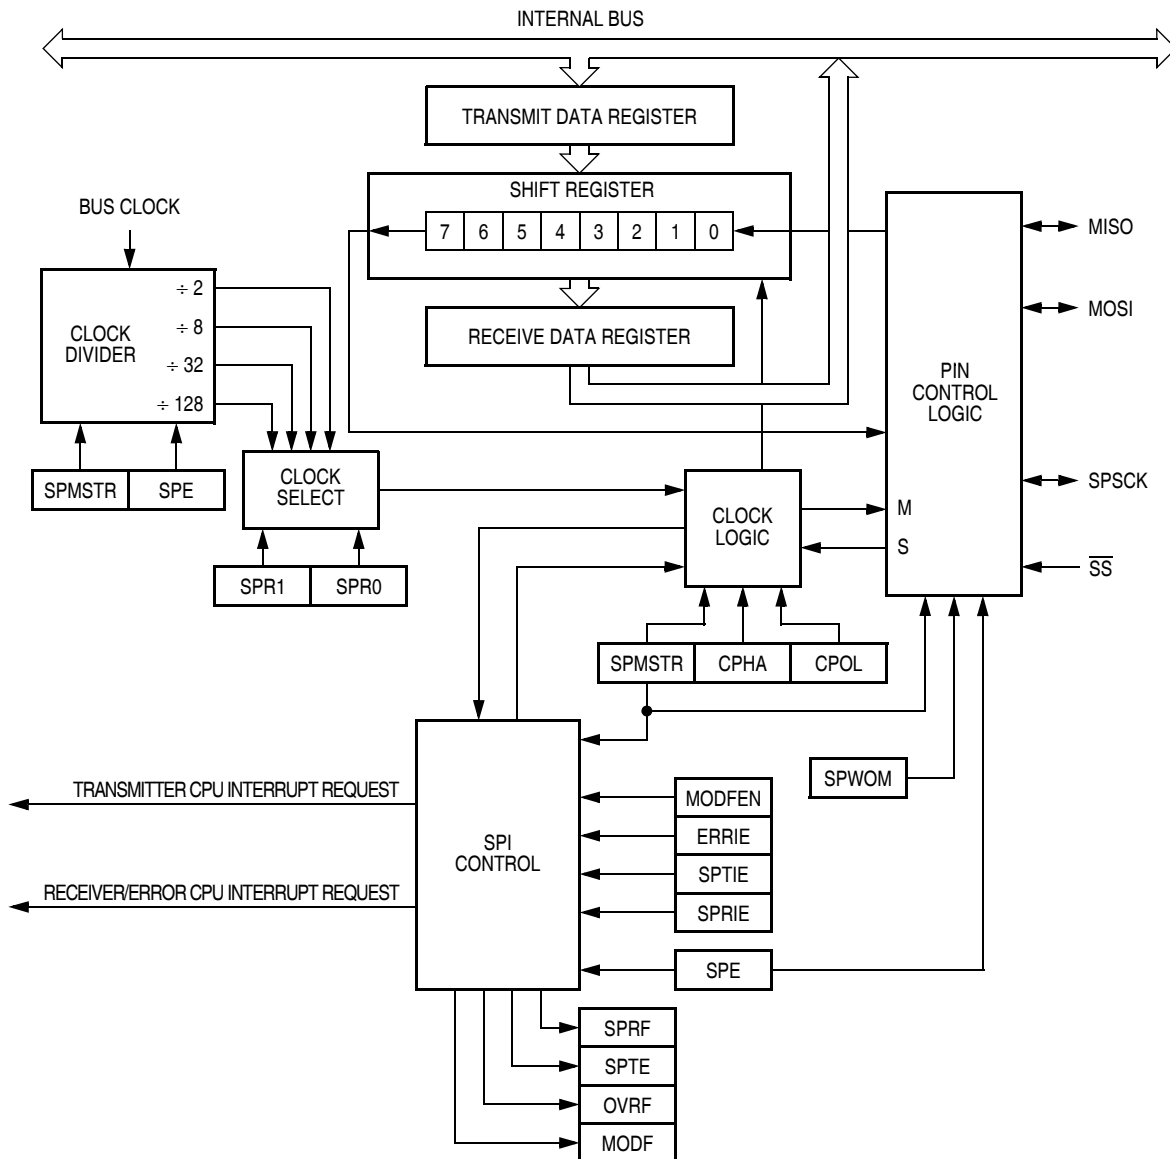 INTERNAL BUS
TRANSMIT DATA REGISTER
SHIFT REGISTER
7 6 5 4 3 2 1 0
RECEIVE DATA REGISTER
BUS CLOCK
CLOCK
DIVIDER
÷ 2
÷ 8
÷ 32
÷ 128
SPMSTR SPE
CLOCK
SELECT
SPR1 SPR0
CLOCK
LOGIC
M
S
PIN
CONTROL
LOGIC
MISO
MOSI
SPSCK
S̅S̅
SPMSTR CPHA CPOL
SPWOM
TRANSMITTER CPU INTERRUPT REQUEST
RECEIVER/ERROR CPU INTERRUPT REQUEST
SPI
CONTROL
MODFEN
ERRIE
SPTIE
SPRIE
SPE
SPRF
SPTE
OVRF
MODF